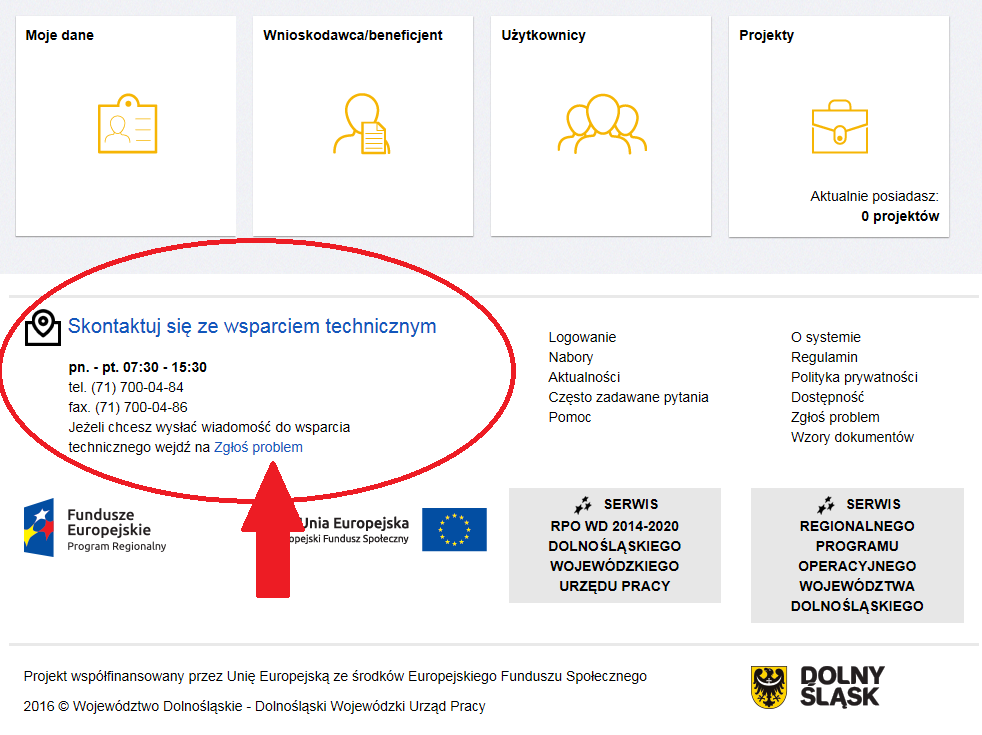 Moje dane
Wnioskodawca/beneficjent
Użytkownicy
Projekty
Aktualnie posiadasz:
0 projektów
Skontaktuj się ze wsparciem technicznym
pn. - pt. 07:30 - 15:30
tel. (71) 700-04-84
fax. (71) 700-04-86
Jeżeli chcesz wysłać wiadomość do wsparcia
technicznego wejdź na Zgłoś problem
Logowanie
Nabory
Aktualności
Często zadawane pytania
Pomoc
O systemie
Regulamin
Polityka prywatności
Dostępność
Zgłoś problem
Wzory dokumentów
Fundusze
Europejskie
Program Regionalny
Unia Europejska
Fundusz Społeczny
SERWIS
RPO WD 2014-2020
DOLNOŚLĄSKIEGO
WOJEWÓDZKIEGO
URZĘDU PRACY
SERWIS
REGIONALNEGO
PROGRAMU
OPERACYJNEGO
WOJEWÓDZTWA
DOLNOŚLĄSKIEGO
Projekt współfinansowany przez Unię Europejską ze środków Europejskiego Funduszu Społecznego
2016 © Województwo Dolnośląskie - Dolnośląski Wojewódzki Urząd Pracy
DOLNY
ŚLĄSK